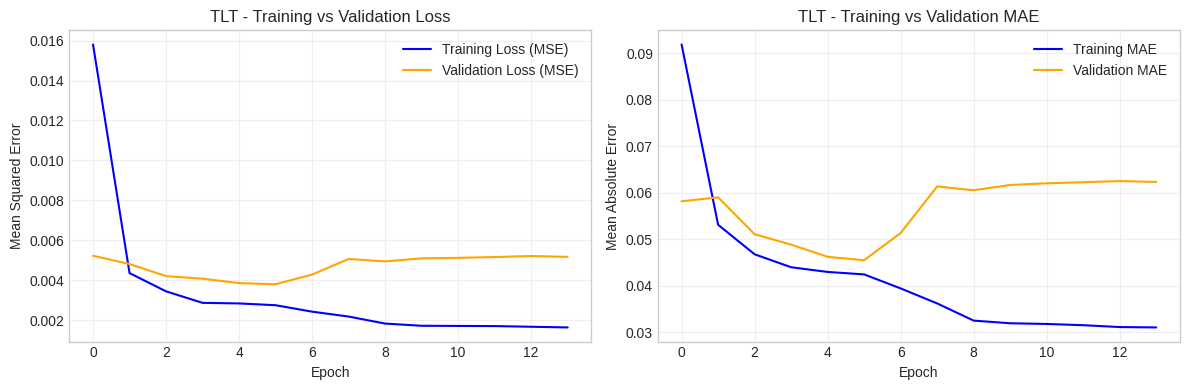 TLT - Training vs Validation Loss
Mean Squared Error
0.016
0.014
0.012
0.010
0.008
0.006
0.004
0.002
Training Loss (MSE)
Validation Loss (MSE)
0 2 4 6 8 10 12
Epoch
TLT - Training vs Validation MAE
Mean Absolute Error
0.09
0.08
0.07
0.06
0.05
0.04
0.03
Training MAE
Validation MAE
0 2 4 6 8 10 12
Epoch